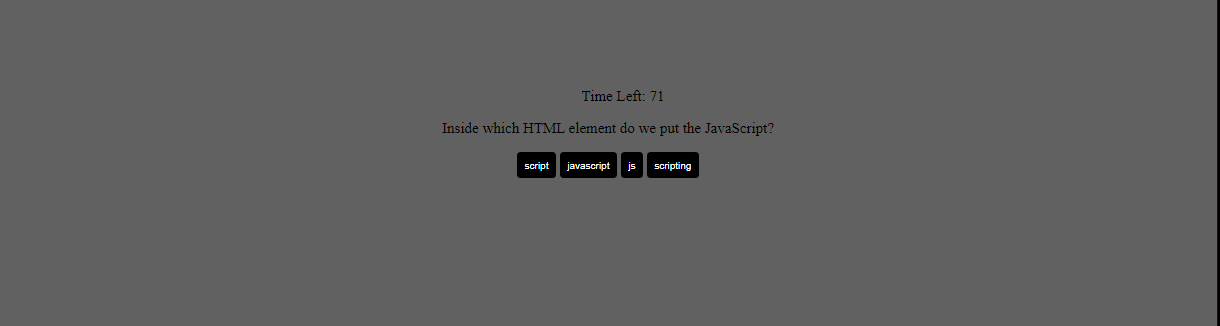 Time Left: 71
Inside which HTML element do we put the JavaScript?
script javascript js scripting